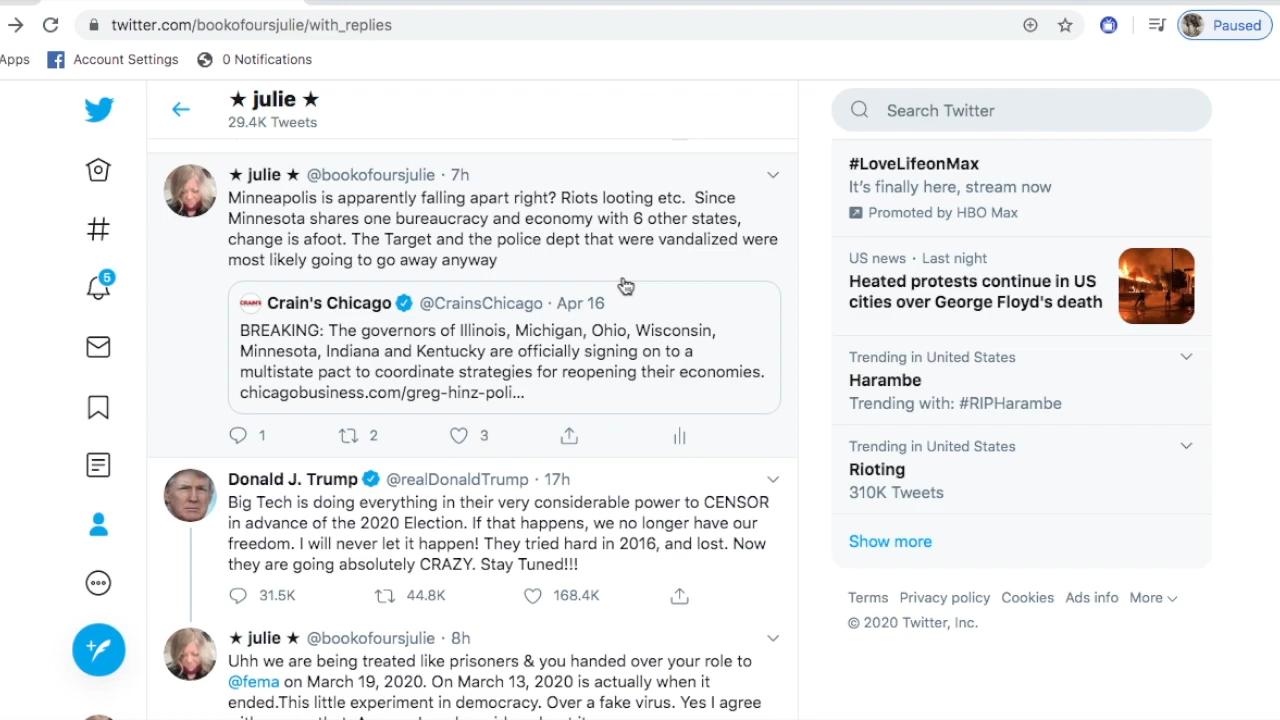 twitter.com/bookofoursjulie/with_replies
Paused
Apps
Account Settings
0 Notifications
★ julie ★
29.4K Tweets
★ julie ★ @bookofoursjulie · 7h
Minneapolis is apparently falling apart right? Riots looting etc. Since
Minnesota shares one bureaucracy and economy with 6 other states,
change is afoot. The Target and the police dept that were vandalized were
most likely going to go away anyway
CRAIN'S Crain's Chicago @CrainsChicago · Apr 16
BREAKING: The governors of Illinois, Michigan, Ohio, Wisconsin,
Minnesota, Indiana and Kentucky are officially signing on to a
multistate pact to coordinate strategies for reopening their economies.
chicagobusiness.com/greg-hinz-poli...
1 2 3
Donald J. Trump @realDonaldTrump · 17h
Big Tech is doing everything in their very considerable power to CENSOR
in advance of the 2020 Election. If that happens, we no longer have our
freedom. I will never let it happen! They tried hard in 2016, and lost. Now
they are going absolutely CRAZY. Stay Tuned!!!
31.5K 44.8K 168.4K
★ julie ★ @bookofoursjulie · 8h
Uhh we are being treated like prisoners & you handed over your role to
@fema on March 19, 2020. On March 13, 2020 is actually when it
ended.This little experiment in democracy. Over a fake virus. Yes I agree
5
Search Twitter
#LoveLifeonMax
It's finally here, stream now
Promoted by HBO Max
US news · Last night
Heated protests continue in US
cities over George Floyd's death
Trending in United States
Harambe
Trending with: #RIPHarambe
Trending in United States
Rioting
310K Tweets
Show more
Terms Privacy policy Cookies Ads info More
© 2020 Twitter, Inc.